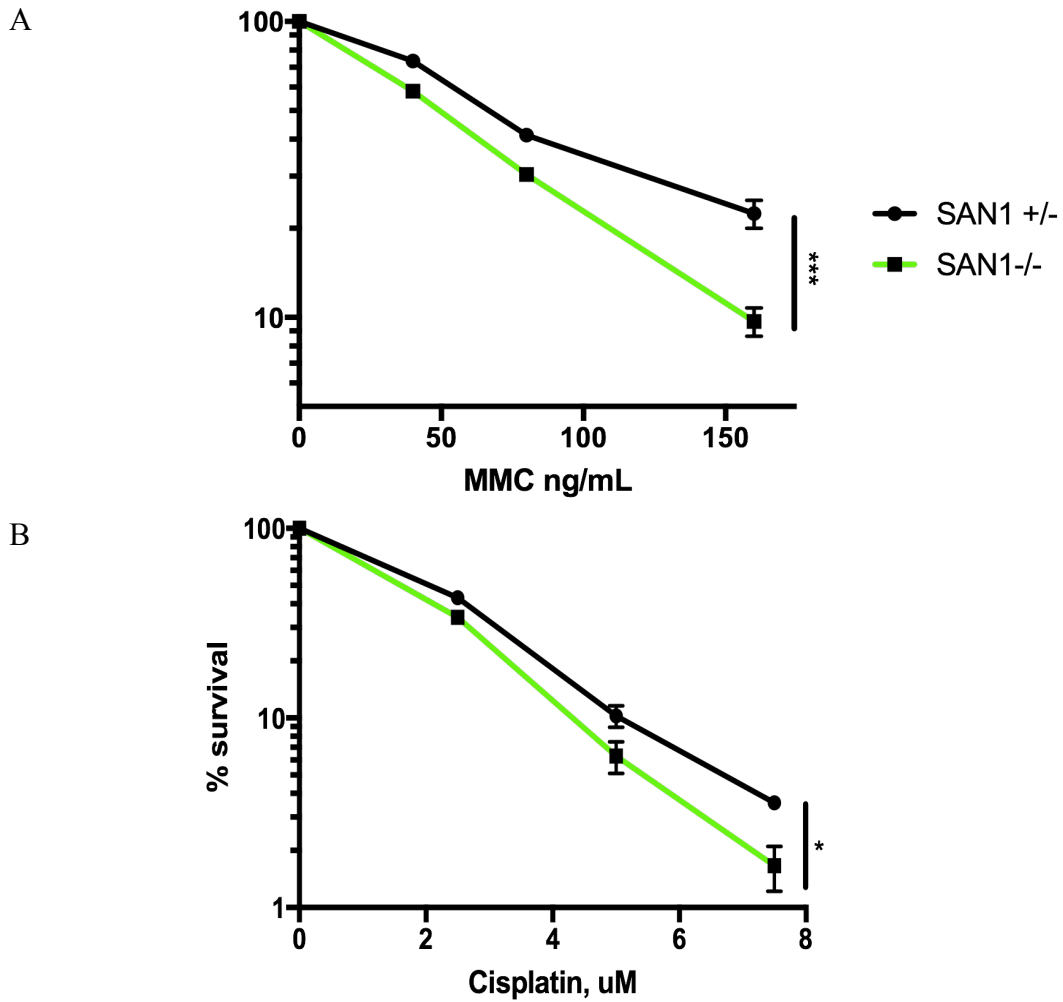 A
100
10
0 50 100 150
MMC ng/mL
SAN1 +/-
SAN1-/-
***
B
100
10
1
% survival
0 2 4 6 8
Cisplatin, uM
*